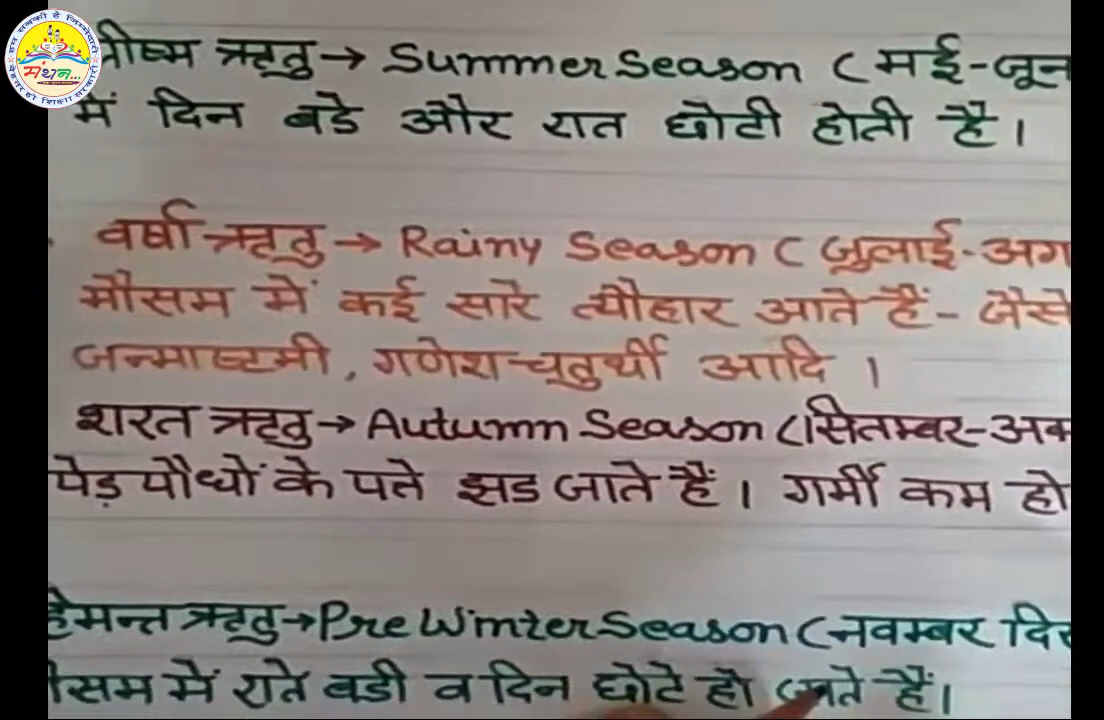 ग्रीष्म ऋतु → Summer Season ( मई - जून
में दिन बडे और रात छोटी होती है।
वर्षा ऋतु → Rainy Season ( जुलाई - अग
मौसम में कई सारे त्यौहार आते हैं - जैसे
जन्माष्टमी, गणेश चतुर्थी आदि ।
शरत ऋतु → Autumn Season (सितम्बर - अक
पेड़ पौधों के पते झड जाते हैं। गर्मी कम हो
हेमन्त ऋतु → Pre Winter Season ( नवम्बर दिस
में राते बडी व दिन छोटे हो जाते हैं।
मंथन...